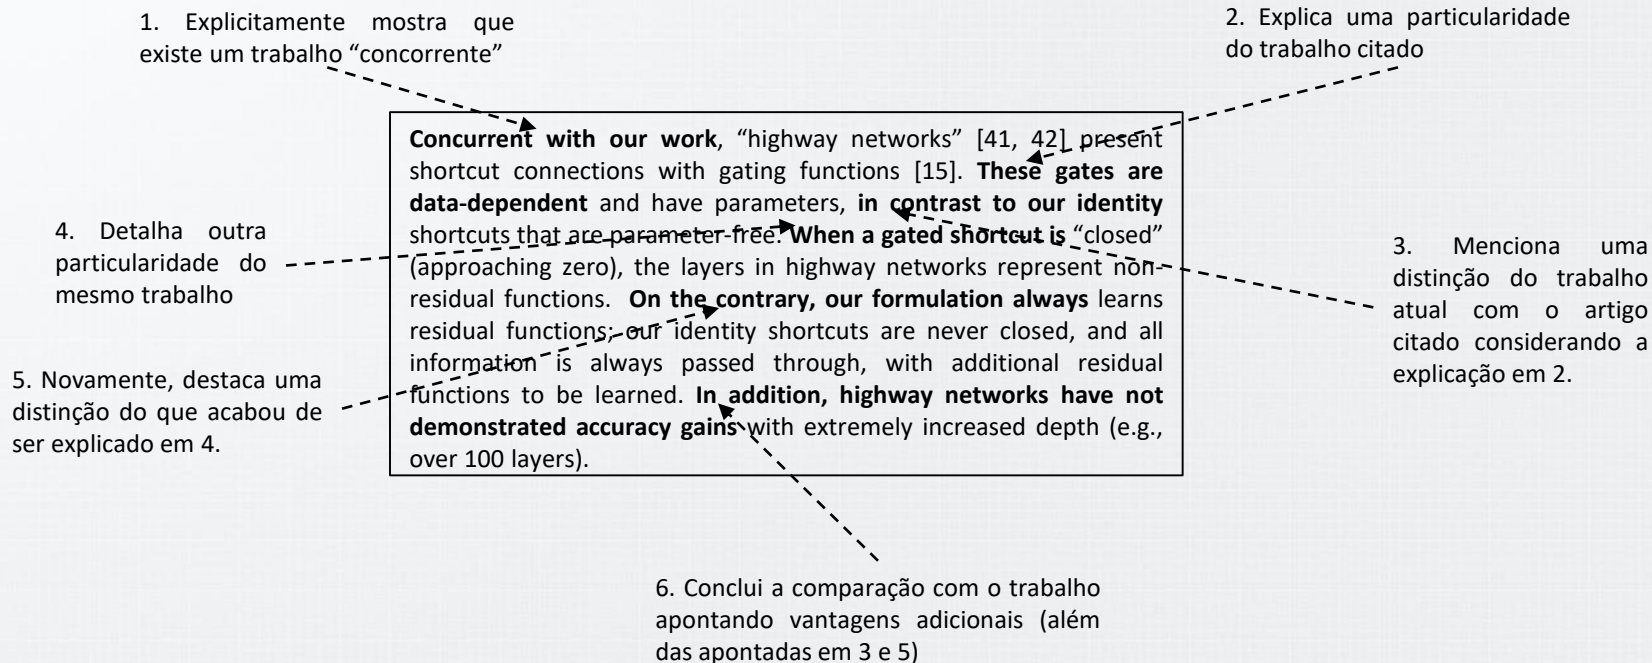 1. Explicitamente mostra que
existe um trabalho “concorrente”
2. Explica uma particularidade
do trabalho citado
Concurrent with our work, “highway networks” [41, 42] present
shortcut connections with gating functions [15]. These gates are
data-dependent and have parameters, in contrast to our identity
shortcuts that are parameter-free. When a gated shortcut is “closed”
(approaching zero), the layers in highway networks represent non-
residual functions. On the contrary, our formulation always learns
residual functions; our identity shortcuts are never closed, and all
information is always passed through, with additional residual
functions to be learned. In addition, highway networks have not
demonstrated accuracy gains with extremely increased depth (e.g.,
over 100 layers).
4. Detalha outra
particularidade do
mesmo trabalho
3. Menciona uma
distinção do trabalho
atual com o artigo
citado considerando a
explicação em 2.
5. Novamente, destaca uma
distinção do que acabou de
ser explicado em 4.
6. Conclui a comparação com o trabalho
apontando vantagens adicionais (além
das apontadas em 3 e 5)